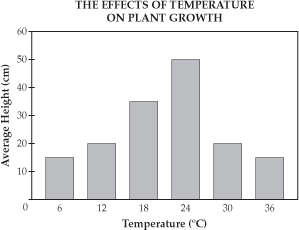 THE EFFECTS OF TEMPERATURE
ON PLANT GROWTH
Average Height (cm)
60
50
40
30
20
10
0
6 12 18 24 30 36
Temperature (°C)